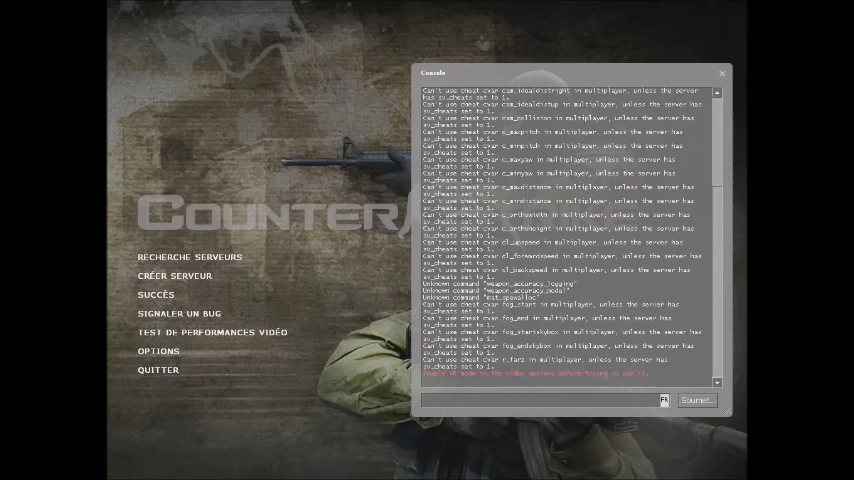 Console
Can't use cheat cvar cam_idealdistright in multiplayer, unless the server
has sv_cheats set to 1.
Can't use cheat cvar cam_idealdistup in multiplayer, unless the server has
sv_cheats set to 1.
Can't use cheat cvar cam_collision in multiplayer, unless the server has
sv_cheats set to 1.
Can't use cheat cvar c_maxpitch in multiplayer, unless the server has
sv_cheats set to 1.
Can't use cheat cvar c_minpitch in multiplayer, unless the server has
sv_cheats set to 1.
Can't use cheat cvar c_maxyaw in multiplayer, unless the server has
sv_cheats set to 1.
Can't use cheat cvar c_minyaw in multiplayer, unless the server has
sv_cheats set to 1.
Can't use cheat cvar c_maxdistance in multiplayer, unless the server has
sv_cheats set to 1.
Can't use cheat cvar c_mindistance in multiplayer, unless the server has
sv_cheats set to 1.
Can't use cheat cvar c_orthowidth in multiplayer, unless the server has
sv_cheats set to 1.
Can't use cheat cvar c_orthoheight in multiplayer, unless the server has
sv_cheats set to 1.
Can't use cheat cvar cl_upspeed in multiplayer, unless the server has
sv_cheats set to 1.
Can't use cheat cvar cl_forwardspeed in multiplayer, unless the server has
sv_cheats set to 1.
Can't use cheat cvar cl_backspeed in multiplayer, unless the server has
sv_cheats set to 1.
Unknown command "weapon_accuracy_logging"
Unknown command "weapon_accuracy_model"
Unknown command "mat_spewalloc"
Can't use cheat cvar fog_start in multiplayer, unless the server has
sv_cheats set to 1.
Can't use cheat cvar fog_end in multiplayer, unless the server has
sv_cheats set to 1.
Can't use cheat cvar fog_startskybox in multiplayer, unless the server has
sv_cheats set to 1.
Can't use cheat cvar fog_endskybox in multiplayer, unless the server has
sv_cheats set to 1.
Can't use cheat cvar r_farz in multiplayer, unless the server has
sv_cheats set to 1.
Enable VR mode in the video options before trying to use it.
FR
Soumet...
COUNTER
RECHERCHE SERVEURS
CRÉER SERVEUR
SUCCÈS
SIGNALER UN BUG
TEST DE PERFORMANCES VIDÉO
OPTIONS
QUITTER